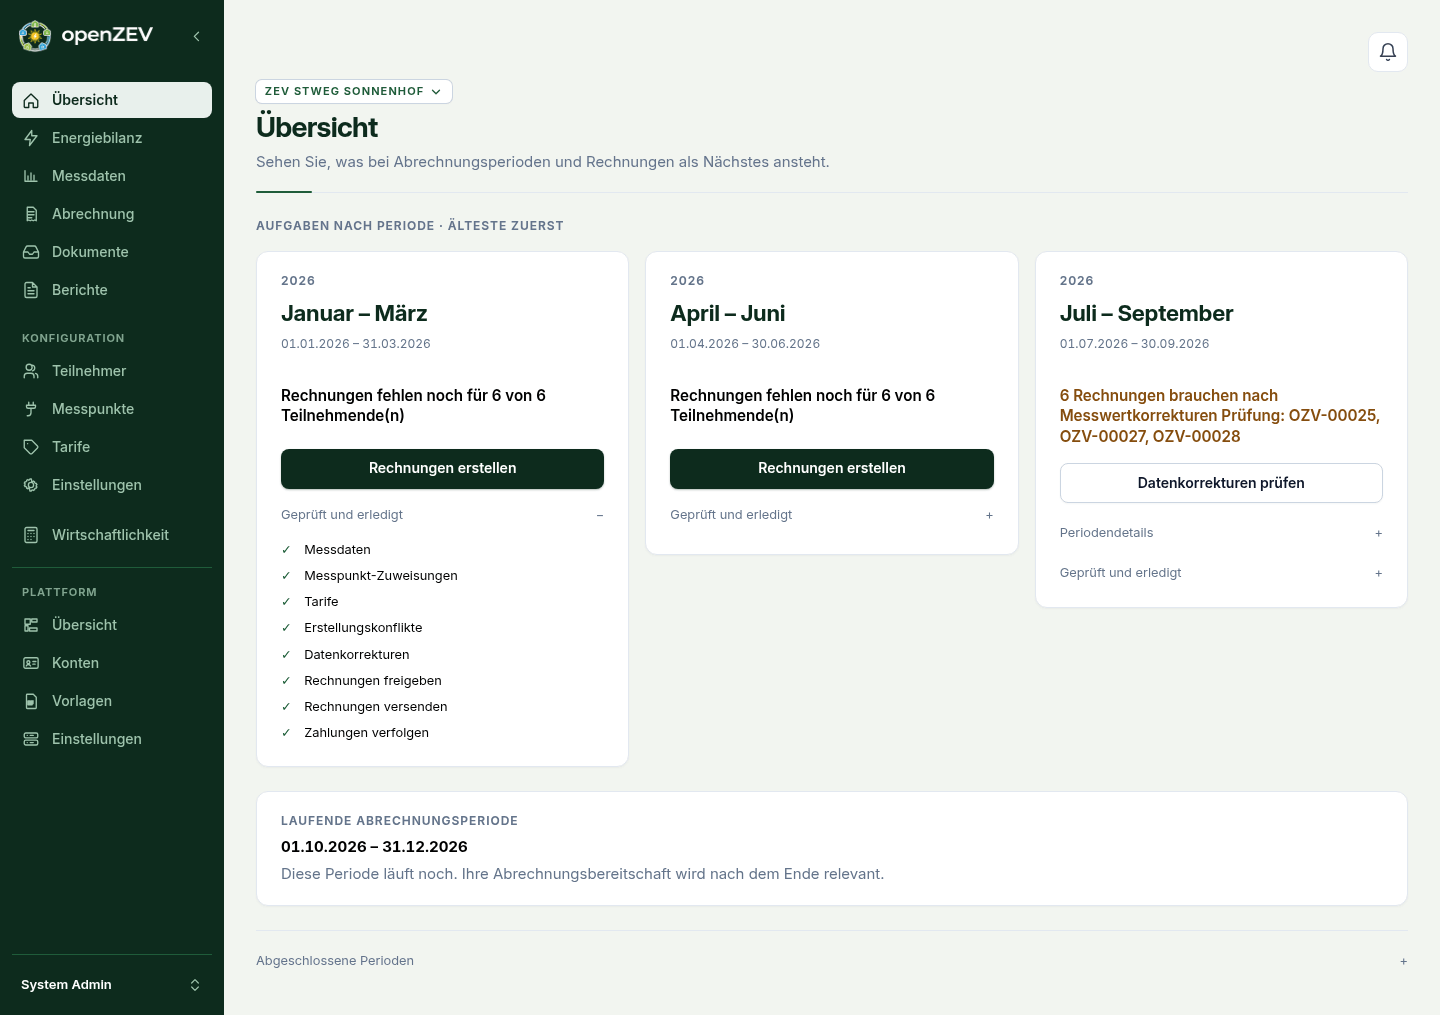 openZEV
Übersicht
Energiebilanz
Messdaten
Abrechnung
Dokumente
Berichte
KONFIGURATION
Teilnehmer
Messpunkte
Tarife
Einstellungen
Wirtschaftlichkeit
PLATTFORM
Übersicht
Konten
Vorlagen
Einstellungen
System Admin
ZEV STWEG SONNENHOF
Übersicht
Sehen Sie, was bei Abrechnungsperioden und Rechnungen als Nächstes ansteht.
AUFGABEN NACH PERIODE · ÄLTESTE ZUERST
2026
Januar – März
01.01.2026 – 31.03.2026
Rechnungen fehlen noch für 6 von 6
Teilnehmende(n)
Rechnungen erstellen
Geprüft und erledigt –
✓ Messdaten
✓ Messpunkt-Zuweisungen
✓ Tarife
✓ Erstellungskonflikte
✓ Datenkorrekturen
✓ Rechnungen freigeben
✓ Rechnungen versenden
✓ Zahlungen verfolgen
2026
April – Juni
01.04.2026 – 30.06.2026
Rechnungen fehlen noch für 6 von 6
Teilnehmende(n)
Rechnungen erstellen
Geprüft und erledigt +
2026
Juli – September
01.07.2026 – 30.09.2026
6 Rechnungen brauchen nach
Messwertkorrekturen Prüfung: OZV-00025,
OZV-00027, OZV-00028
Datenkorrekturen prüfen
Periodendetails +
Geprüft und erledigt +
LAUFENDE ABRECHNUNGSPERIODE
01.10.2026 – 31.12.2026
Diese Periode läuft noch. Ihre Abrechnungsbereitschaft wird nach dem Ende relevant.
Abgeschlossene Perioden +